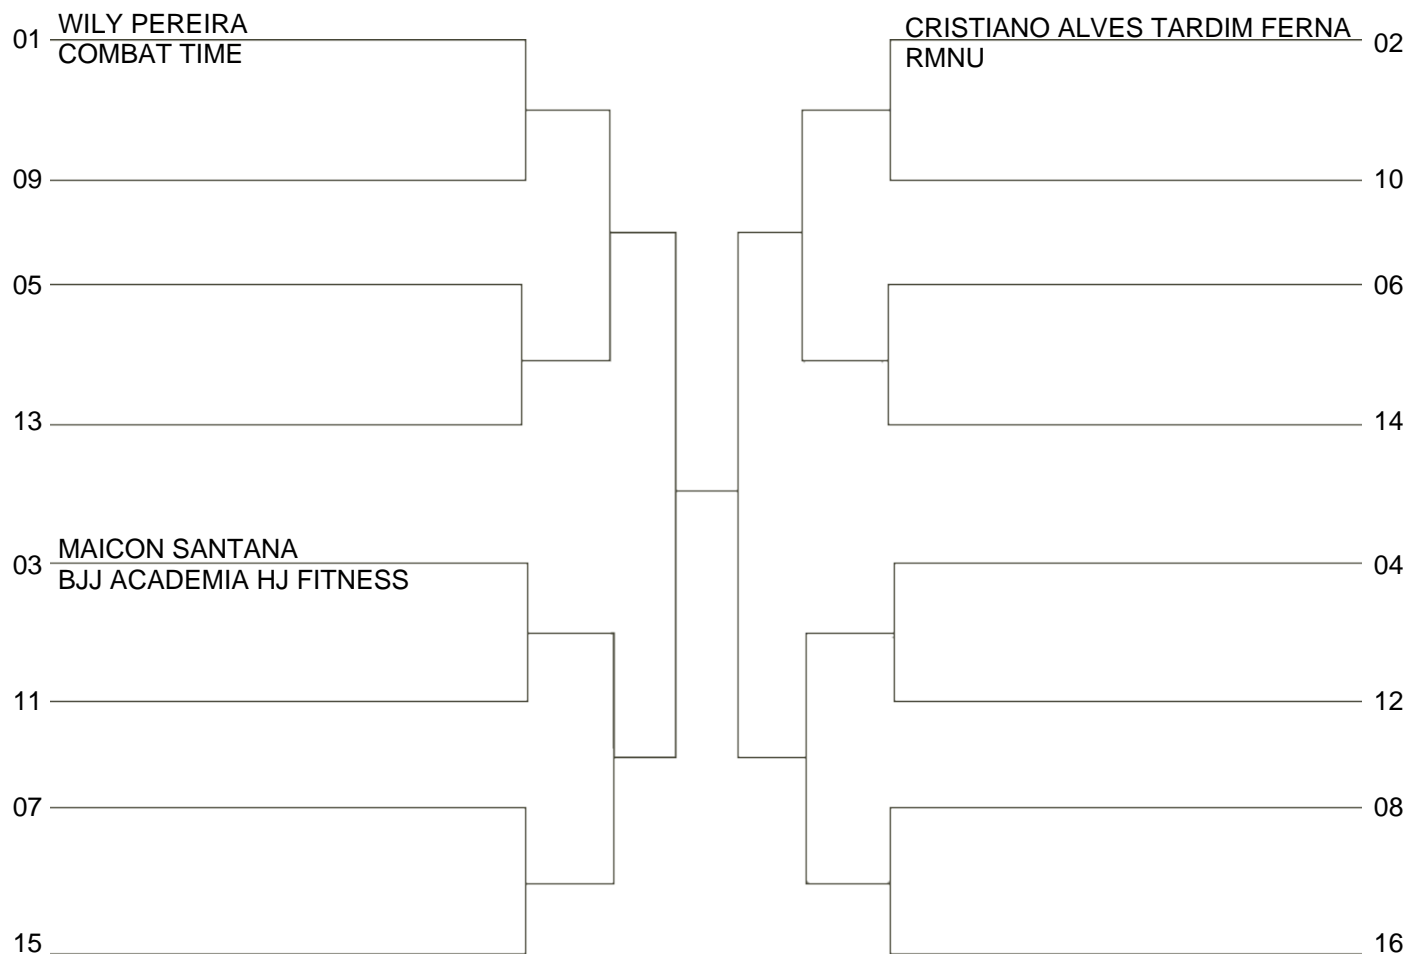 01 WILY PEREIRA
COMBAT TIME
09
05
13
03 MAICON SANTANA
BJJ ACADEMIA HJ FITNESS
11
07
15
CRISTIANO ALVES TARDIM FERNA 02
RMNU
10
06
14
04
12
08
16